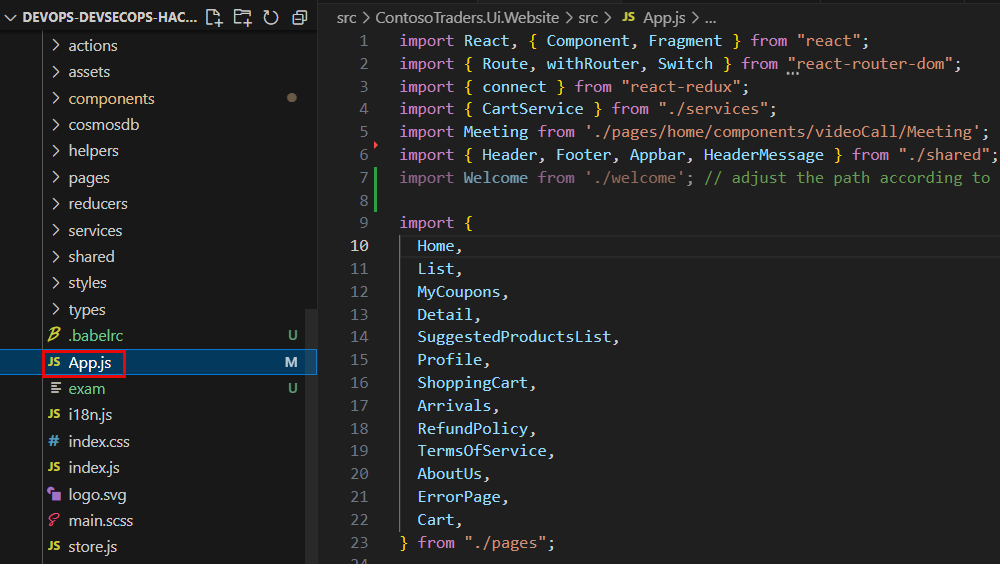 DEVOPS-DEVSECOPS-HAC...
actions
assets
components
cosmosdb
helpers
pages
reducers
services
shared
styles
types
.babelrc U
JS App.js M
exam U
JS i18n.js
# index.css
JS index.js
logo.svg
main.scss
JS store.js
src > ContosoTraders.Ui.Website > src > JS App.js > ...
1 import React, { Component, Fragment } from "react";
2 import { Route, withRouter, Switch } from "react-router-dom";
3 import { connect } from "react-redux";
4 import { CartService } from "./services";
5 import Meeting from './pages/home/components/videoCall/Meeting';
6 import { Header, Footer, Appbar, HeaderMessage } from "./shared";
7 import Welcome from './welcome'; // adjust the path according to
8
9 import {
10 Home,
11 List,
12 MyCoupons,
13 Detail,
14 SuggestedProductsList,
15 Profile,
16 ShoppingCart,
17 Arrivals,
18 RefundPolicy,
19 TermsOfService,
20 AboutUs,
21 ErrorPage,
22 Cart,
23 } from "./pages";